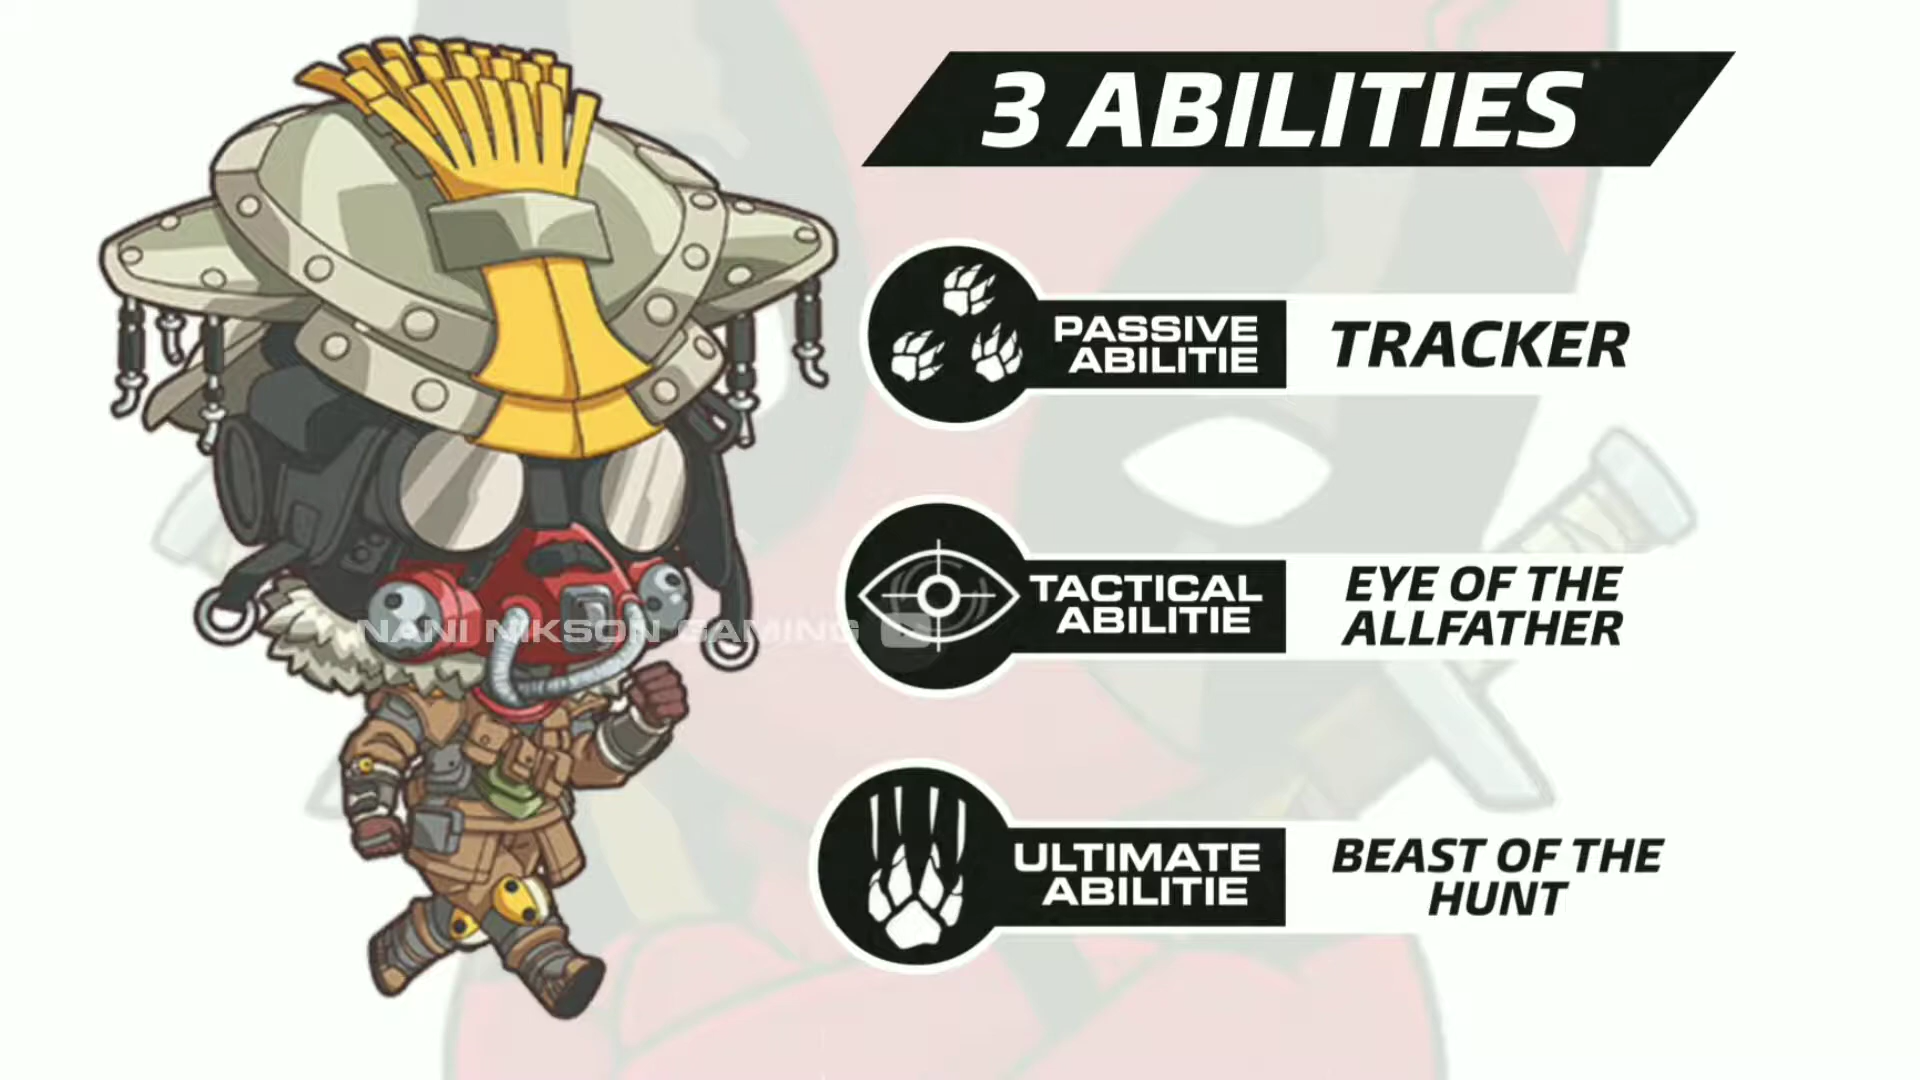 3 ABILITIES
PASSIVE
ABILITIE
TRACKER
TACTICAL
ABILITIE
EYE OF THE
ALLFATHER
NANI NIKSON GAMING
ULTIMATE
ABILITIE
BEAST OF THE
HUNT